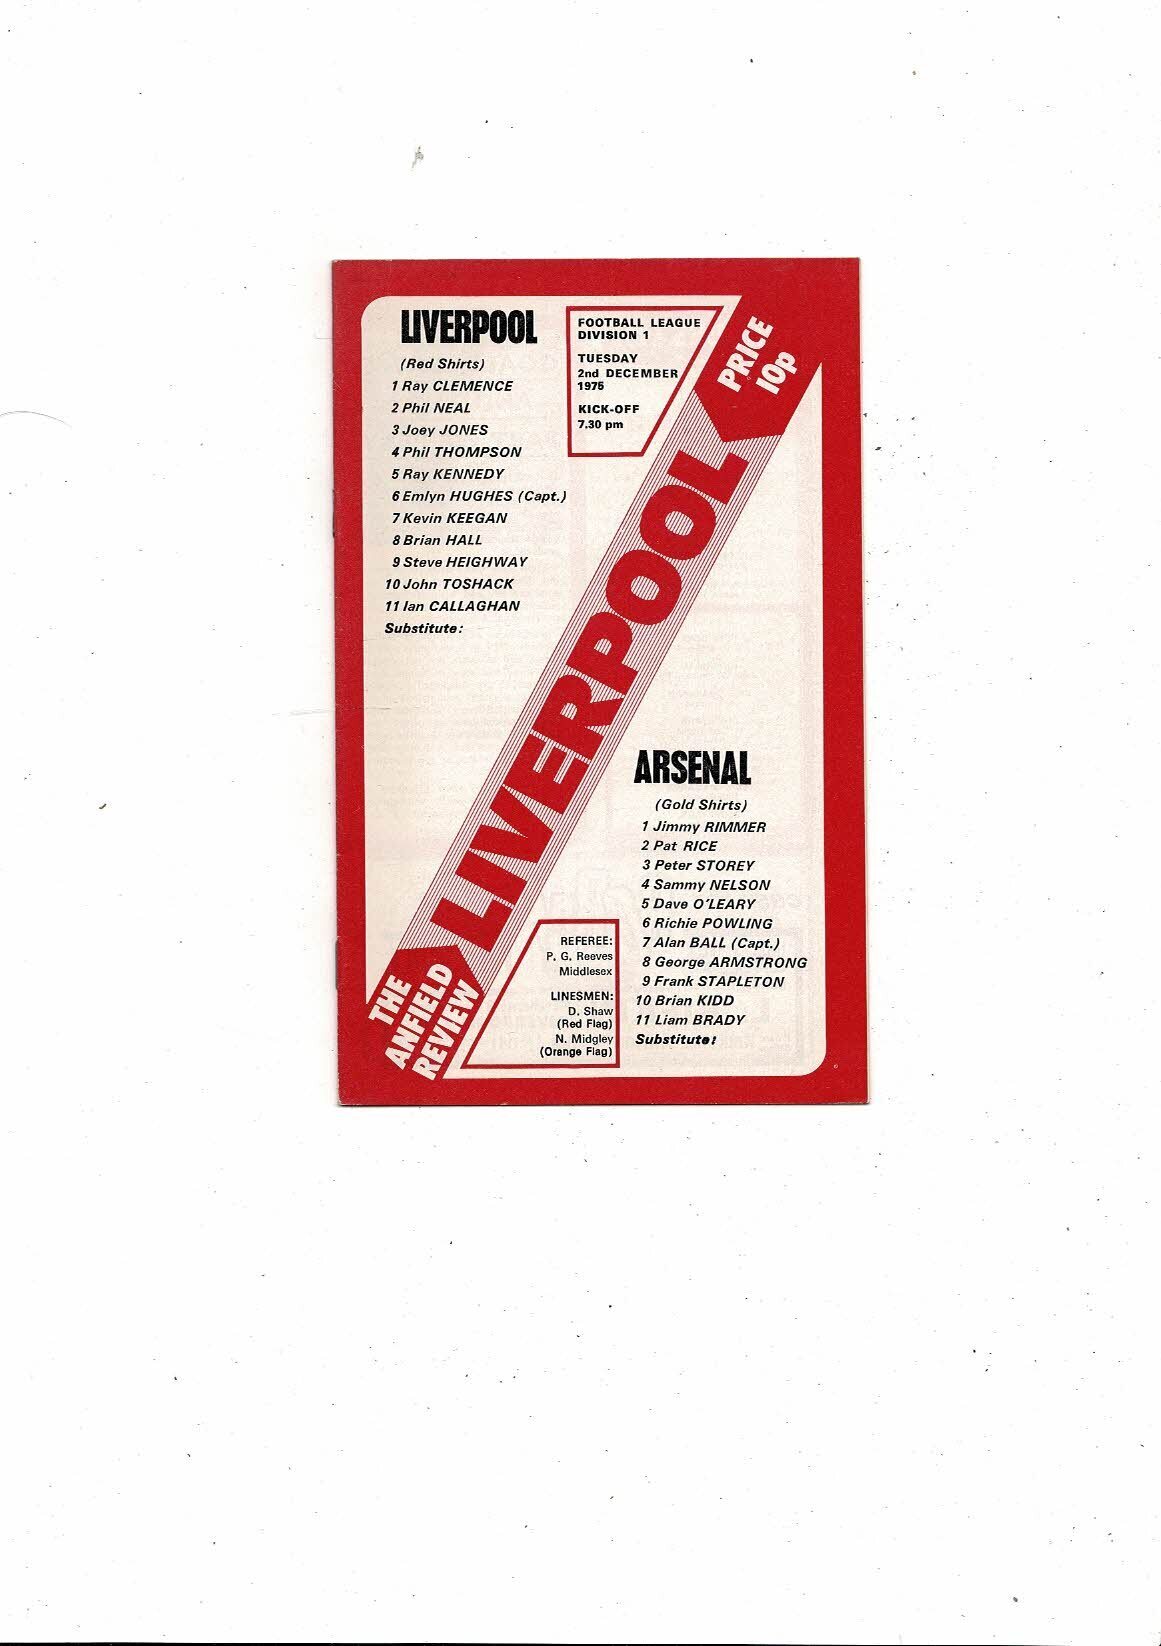 LIVERPOOL
(Red Shirts)
1 Ray CLEMENCE
2 Phil NEAL
3 Joey JONES
4 Phil THOMPSON
5 Ray KENNEDY
6 Emlyn HUGHES (Capt.)
7 Kevin KEEGAN
8 Brian HALL
9 Steve HEIGHWAY
10 John TOSHACK
11 Ian CALLAGHAN
Substitute:
FOOTBALL LEAGUE
DIVISION 1
TUESDAY
2nd DECEMBER
1975
KICK-OFF
7.30 pm
PRICE
10p
LIVERPOOL
THE
ANFIELD
REVIEW
ARSENAL
(Gold Shirts)
1 Jimmy RIMMER
2 Pat RICE
3 Peter STOREY
4 Sammy NELSON
5 Dave O'LEARY
6 Richie POWLING
7 Alan BALL (Capt.)
8 George ARMSTRONG
9 Frank STAPLETON
10 Brian KIDD
11 Liam BRADY
Substitute:
REFEREE:
P. G. Reeves
Middlesex
LINESMEN:
D. Shaw
(Red Flag)
N. Midgley
(Orange Flag)